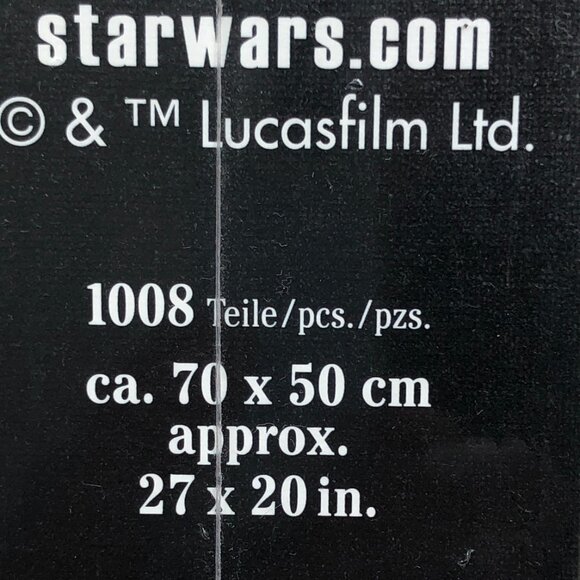 starwars.com
© & ™ Lucasfilm Ltd.
1008 Teile/pcs./pzs.
ca. 70 x 50 cm
approx.
27 x 20 in.